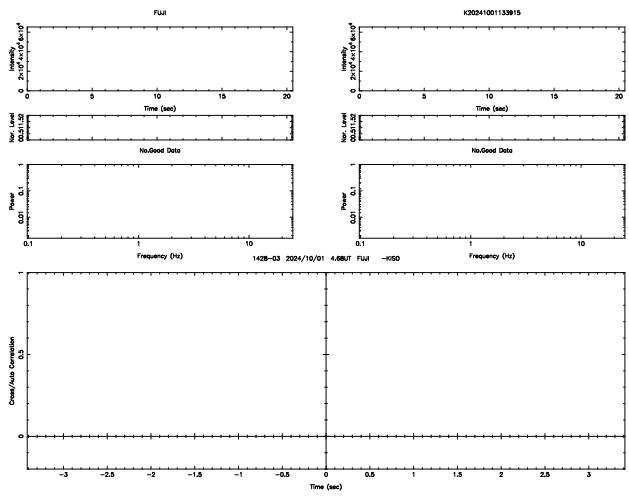 FUJI
K20241001133915
Intensity
0 2×10⁴ 4×10⁴ 6×10⁴
0 5 10 15 20
Time (sec)
Intensity
0 2×10⁴ 4×10⁴ 6×10⁴
0 5 10 15 20
Time (sec)
Nor. Level
00.511.52
No.Good Data
Nor. Level
00.511.52
No.Good Data
Power
1
0.1
0.01
0.1 1 10
Frequency (Hz)
Power
1
0.1
0.01
0.1 1 10
Frequency (Hz)
1428-03 2024/10/01 4.68UT FUJI -KISO
Cross/Auto Correlation
1
0.5
0
-3 -2.5 -2 -1.5 -1 -0.5 0 0.5 1 1.5 2 2.5 3
Time (sec)